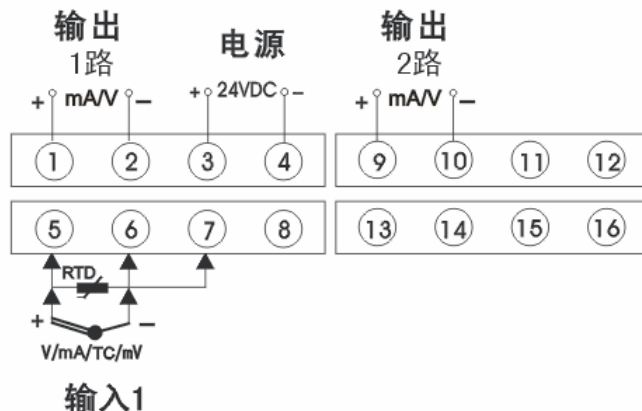 输出 电源 输出
1路 2路
+ mA/V − + 24VDC − + mA/V −
1 2 3 4 9 10 11 12
5 6 7 8 13 14 15 16
RTD
+ −
V/mA/TC/mV
输入1